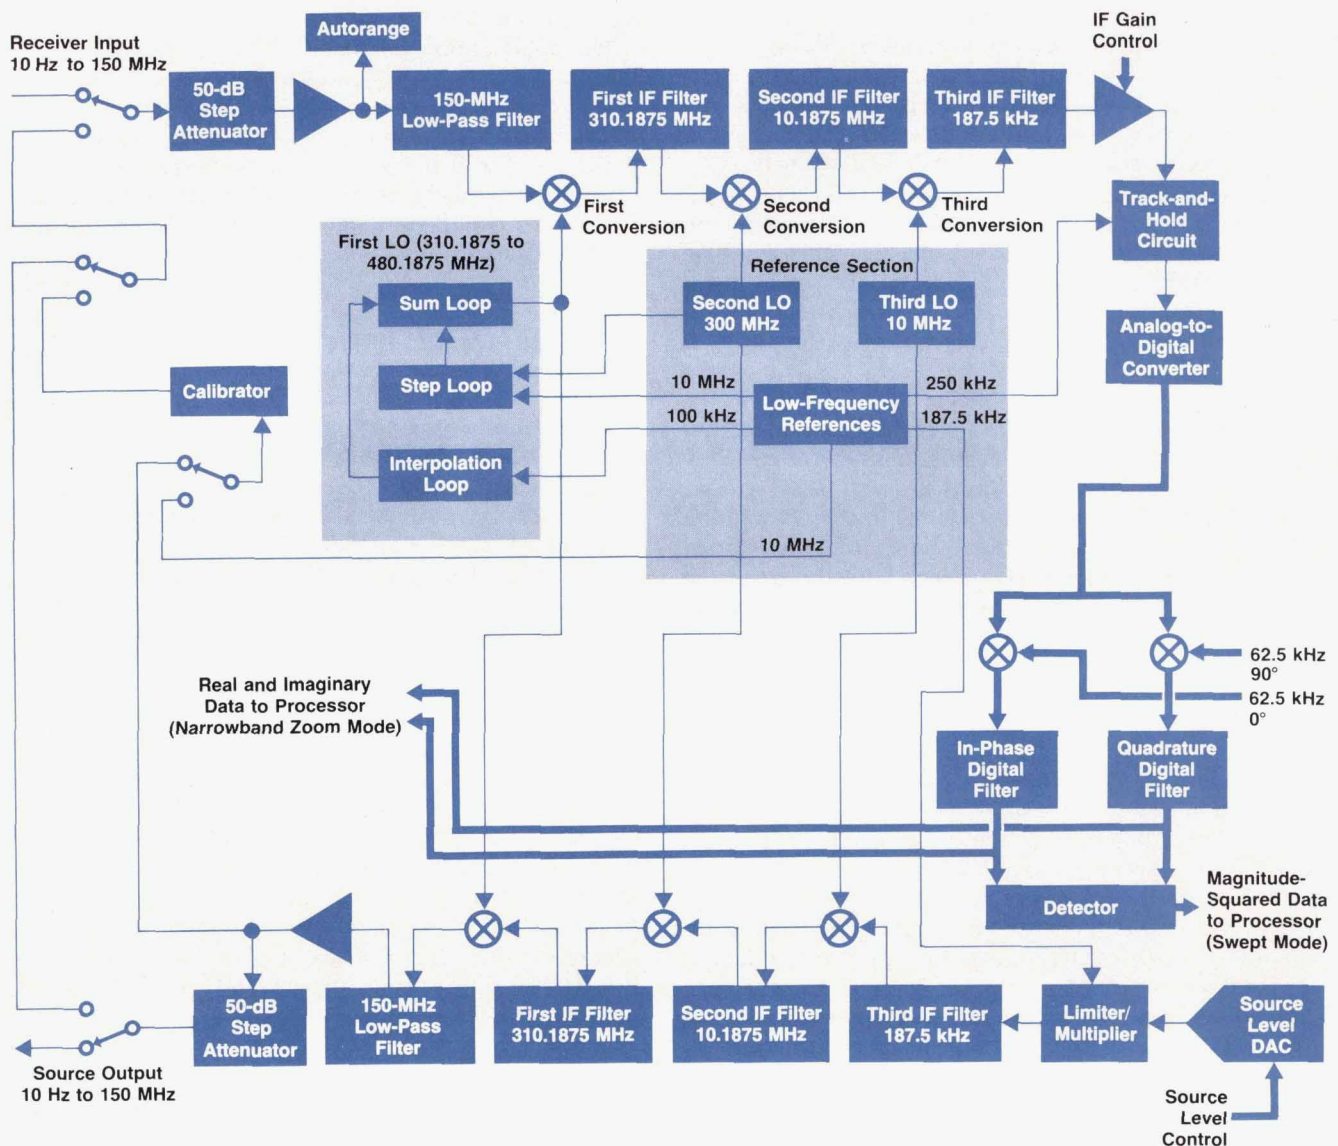 Receiver Input
10 Hz to 150 MHz
50-dB
Step
Attenuator
Autorange
150-MHz
Low-Pass Filter
First IF Filter
310.1875 MHz
Second IF Filter
10.1875 MHz
Third IF Filter
187.5 kHz
IF Gain
Control
First
Conversion
Second
Conversion
Third
Conversion
Track-and-
Hold
Circuit
Analog-to-
Digital
Converter
First LO (310.1875 to
480.1875 MHz)
Sum Loop
Step Loop
Interpolation
Loop
Reference Section
Second LO
300 MHz
Third LO
10 MHz
10 MHz
100 kHz
Low-Frequency
References
250 kHz
187.5 kHz
10 MHz
Calibrator
62.5 kHz
90°
62.5 kHz
0°
Real and Imaginary
Data to Processor
(Narrowband Zoom Mode)
In-Phase
Digital
Filter
Quadrature
Digital
Filter
Detector
Magnitude-
Squared Data
to Processor
(Swept Mode)
50-dB
Step
Attenuator
150-MHz
Low-Pass
Filter
First IF Filter
310.1875 MHz
Second IF Filter
10.1875 MHz
Third IF Filter
187.5 kHz
Limiter/
Multiplier
Source
Level
DAC
Source Output
10 Hz to 150 MHz
Source
Level
Control